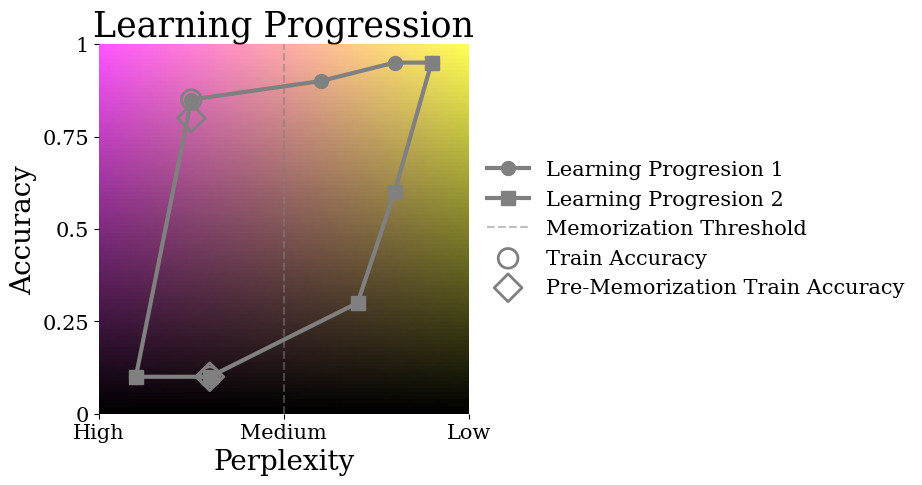 Learning Progression
1
0.75
0.5
0.25
0
Accuracy
High Medium Low
Perplexity
Learning Progresion 1
Learning Progresion 2
Memorization Threshold
Train Accuracy
Pre-Memorization Train Accuracy